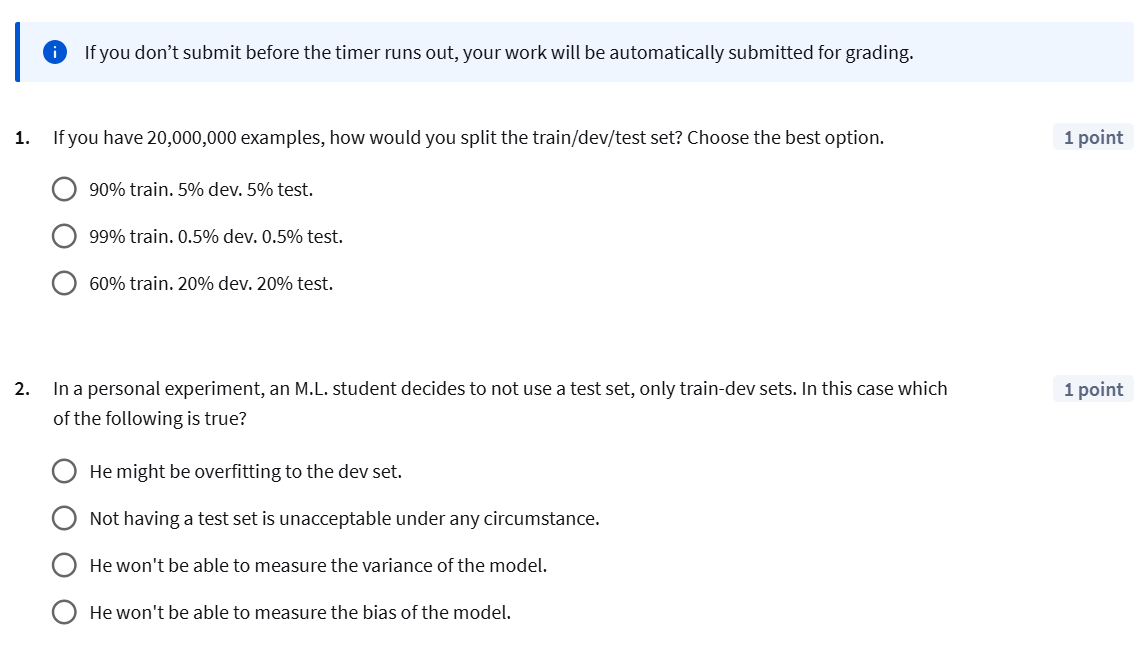 If you don’t submit before the timer runs out, your work will be automatically submitted for grading.
1. If you have 20,000,000 examples, how would you split the train/dev/test set? Choose the best option. 1 point
90% train. 5% dev. 5% test.
99% train. 0.5% dev. 0.5% test.
60% train. 20% dev. 20% test.
2. In a personal experiment, an M.L. student decides to not use a test set, only train-dev sets. In this case which 1 point
of the following is true?
He might be overfitting to the dev set.
Not having a test set is unacceptable under any circumstance.
He won't be able to measure the variance of the model.
He won't be able to measure the bias of the model.